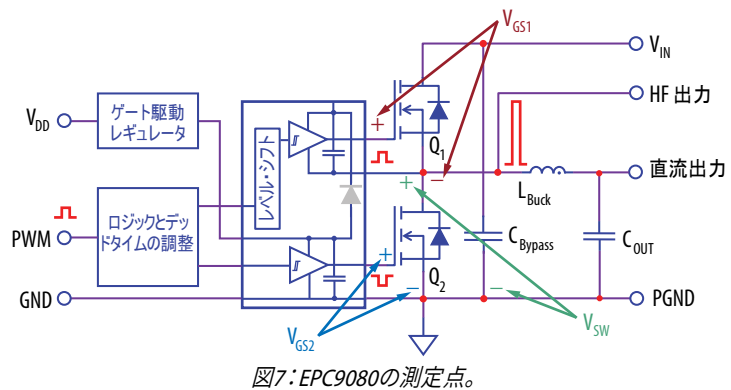 V_GS1
V_IN
HF 出力
V_DD
ゲート駆動
レギュレータ
レベル・シフト
+
Q_1
−
+
直流出力
L_Buck
PWM
ロジックとデッ
ドタイムの調整
+
Q_2
C_Bypass
C_OUT
GND
−
−
PGND
V_GS2
V_SW
図7：EPC9080の測定点。